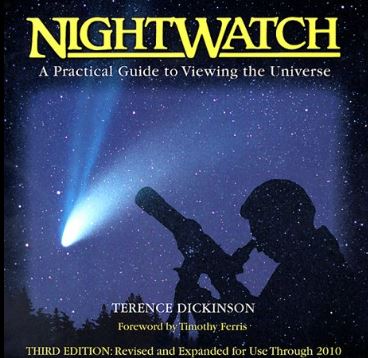 NIGHTWATCH
A Practical Guide to Viewing the Universe
TERENCE DICKINSON
Foreword by Timothy Ferris
THIRD EDITION: Revised and Expanded for Use Through 2010